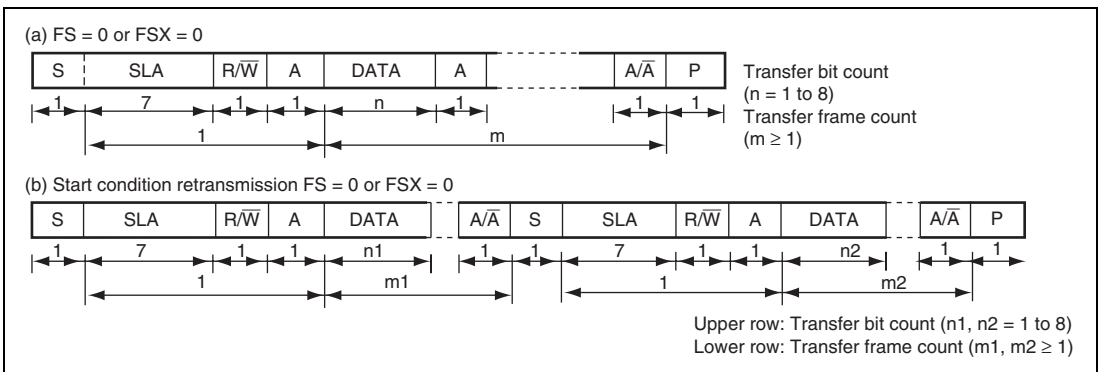 (a) FS = 0 or FSX = 0
S SLA R/W̅ A DATA A A/A̅ P
1 7 1 1 n 1 1 1
1 m
Transfer bit count
(n = 1 to 8)
Transfer frame count
(m ≥ 1)
(b) Start condition retransmission FS = 0 or FSX = 0
S SLA R/W̅ A DATA A/A̅ S SLA R/W̅ A DATA A/A̅ P
1 7 1 1 n1 1 1 7 1 1 n2 1 1
1 m1 1 m2
Upper row: Transfer bit count (n1, n2 = 1 to 8)
Lower row: Transfer frame count (m1, m2 ≥ 1)